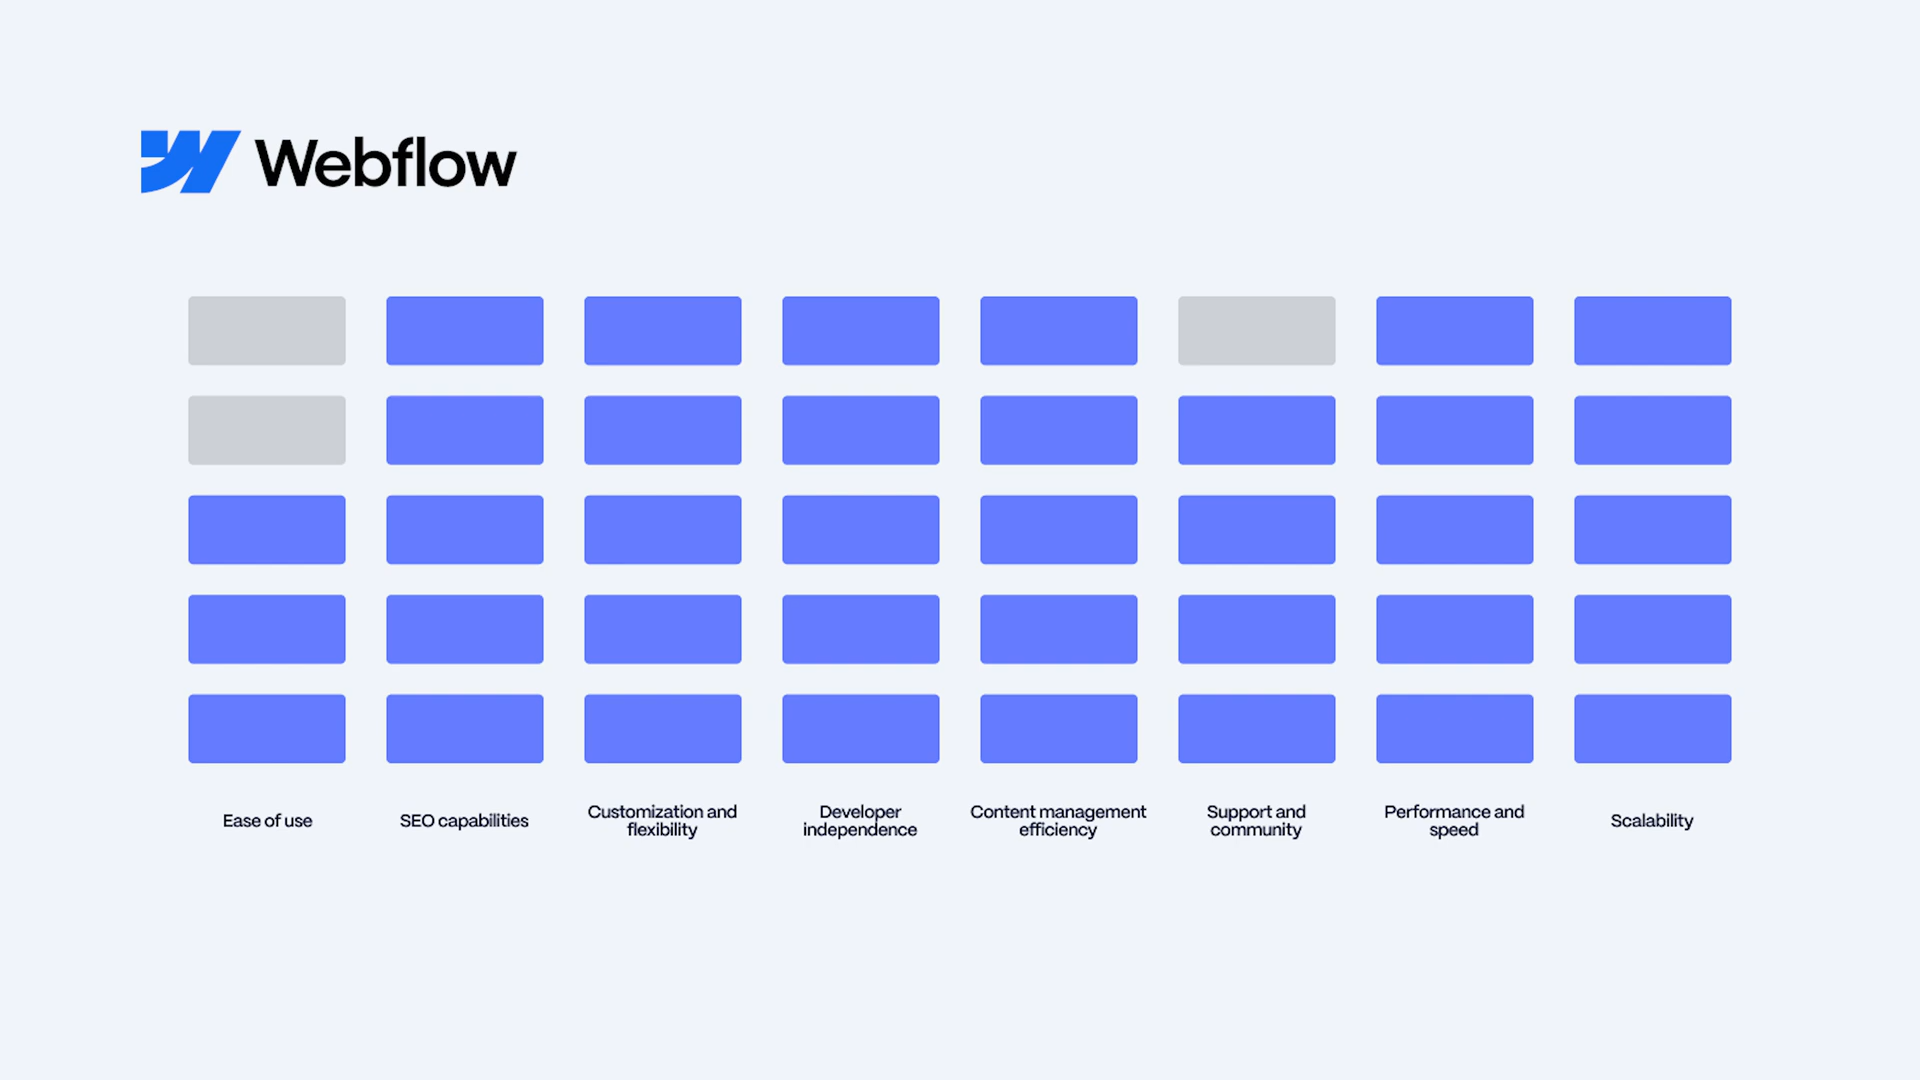 Webflow
Ease of use
SEO capabilities
Customization and
flexibility
Developer
independence
Content management
efficiency
Support and
community
Performance and
speed
Scalability